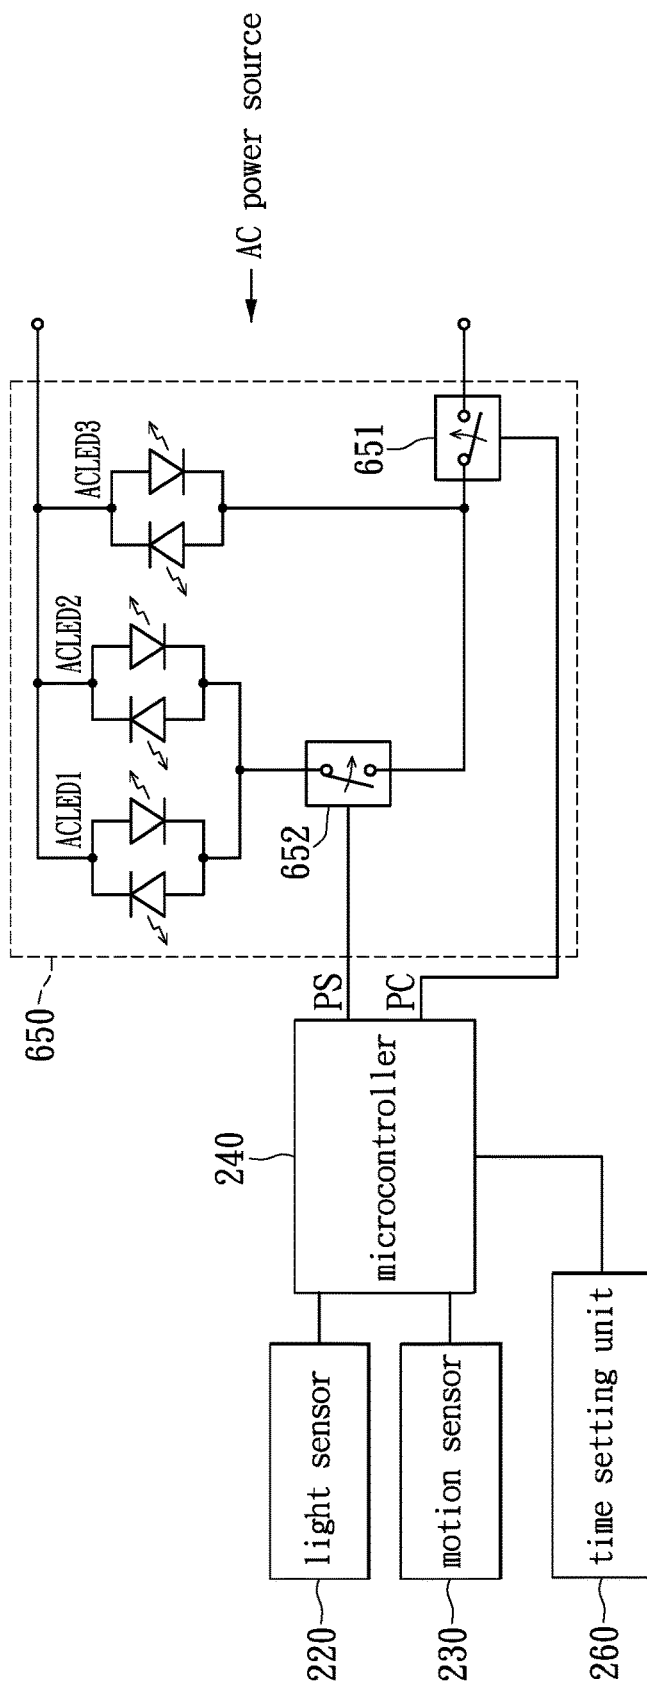 220
light sensor
230
motion sensor
260
time setting unit
240
microcontroller
PS
PC
650
ACLED1
ACLED2
ACLED3
652
651
AC power source